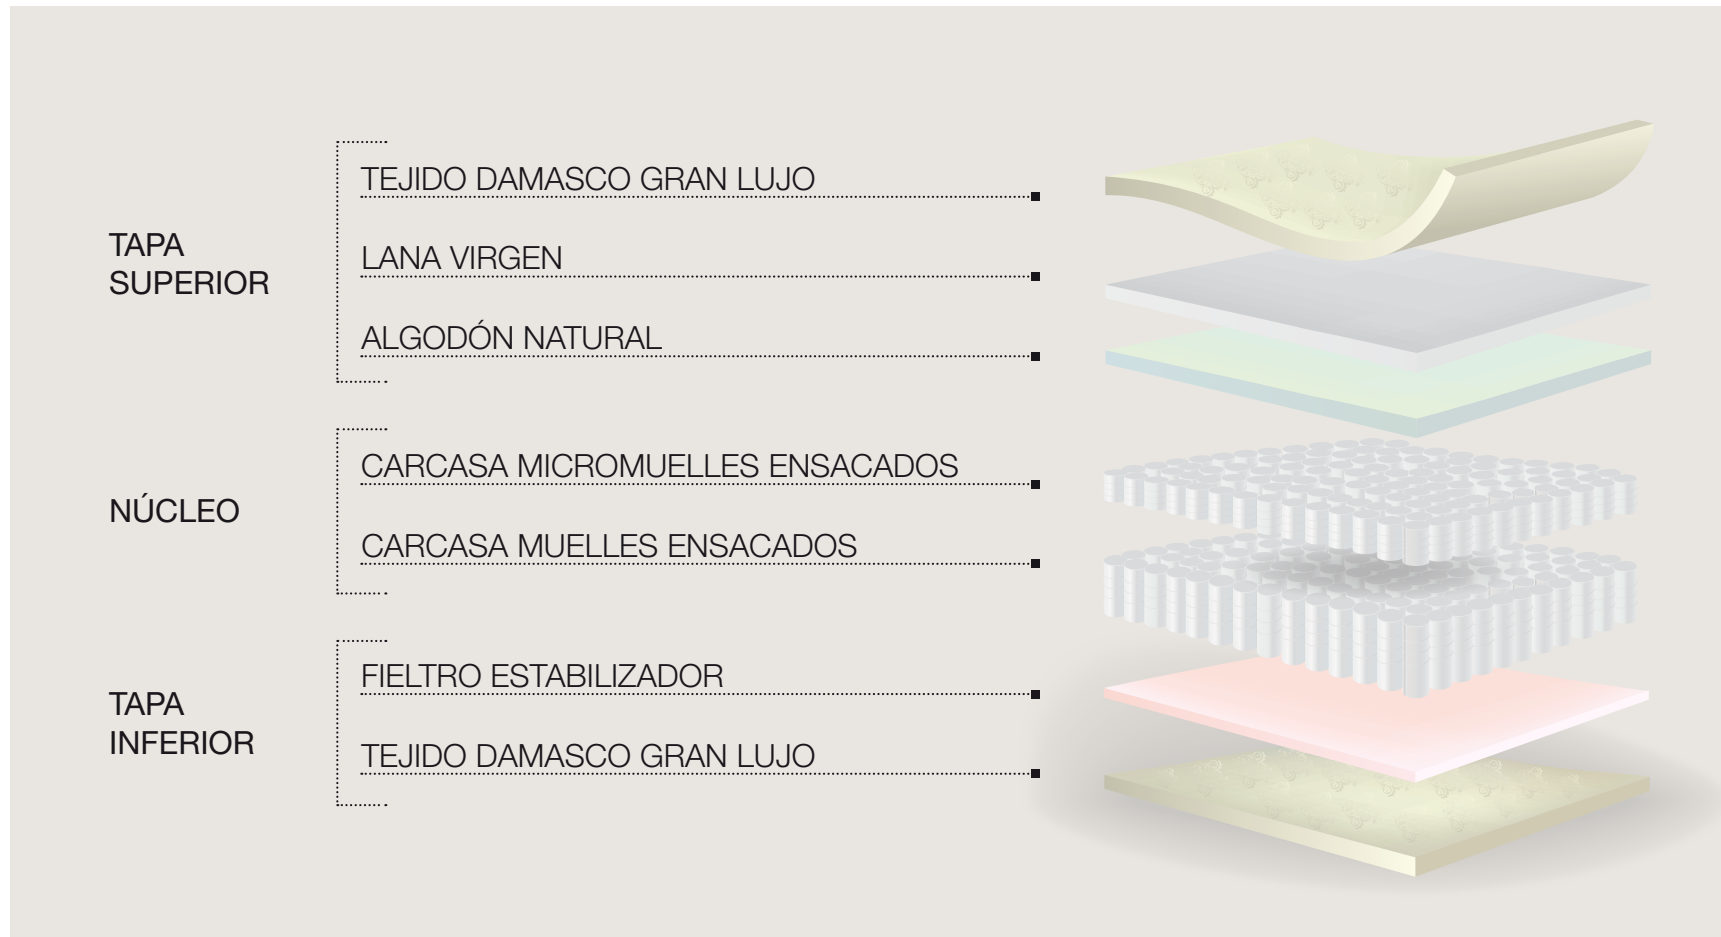 TAPA
SUPERIOR
TEJIDO DAMASCO GRAN LUJO
LANA VIRGEN
ALGODÓN NATURAL
NÚCLEO
CARCASA MICROMUELLES ENSACADOS
CARCASA MUELLES ENSACADOS
TAPA
INFERIOR
FIELTRO ESTABILIZADOR
TEJIDO DAMASCO GRAN LUJO